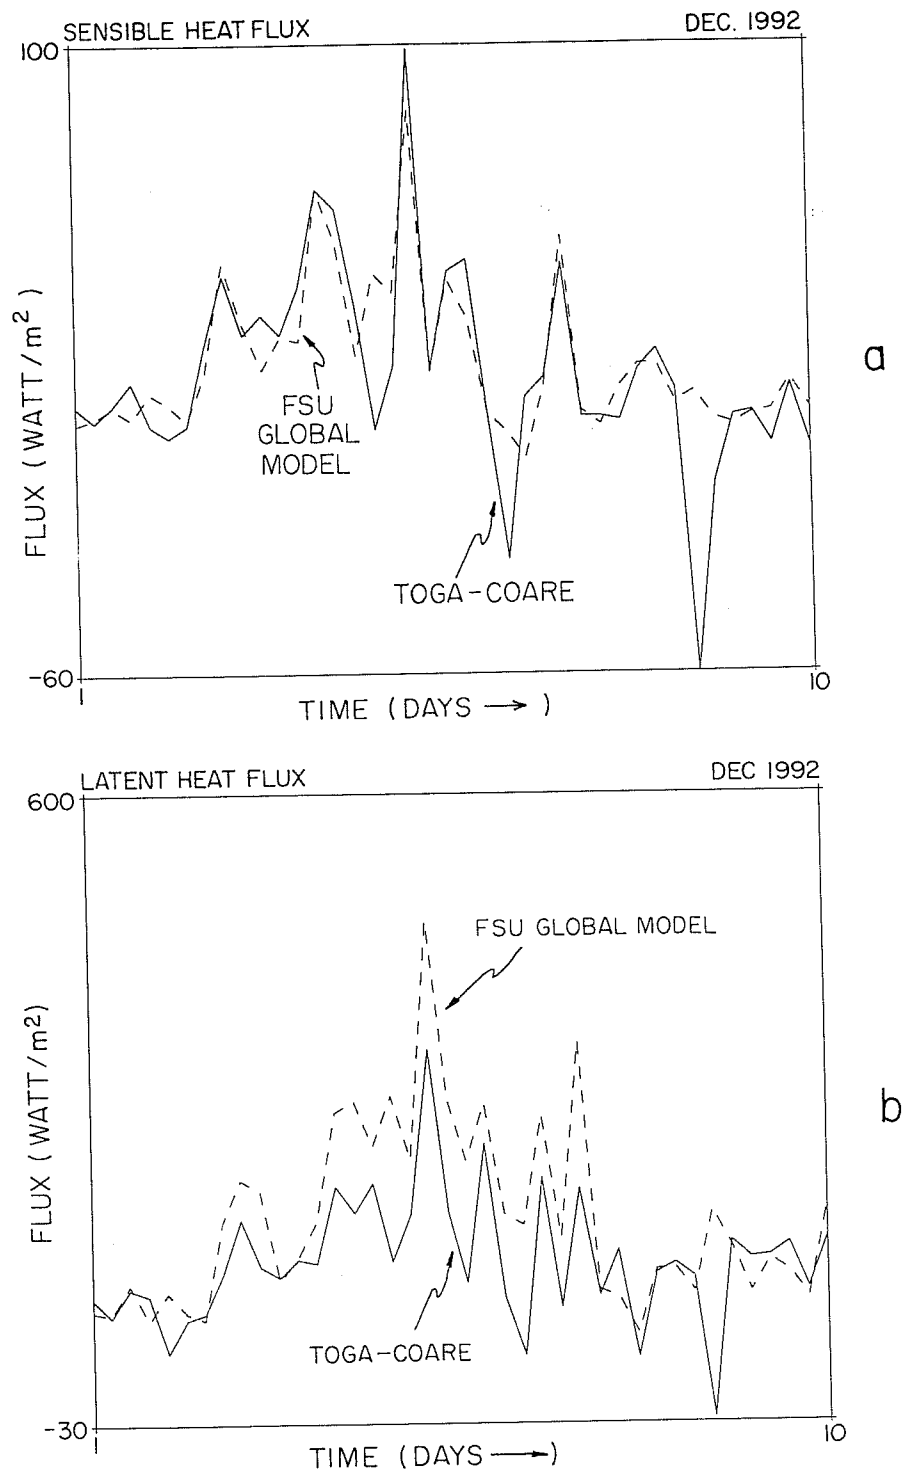 SENSIBLE HEAT FLUX
DEC. 1992
100
FLUX (WATT/m²)
FSU
GLOBAL
MODEL
TOGA-COARE
a
-60
1
10
TIME (DAYS → )
LATENT HEAT FLUX
DEC 1992
600
FLUX (WATT/m²)
FSU GLOBAL MODEL
TOGA-COARE
b
-30
1
10
TIME (DAYS →)